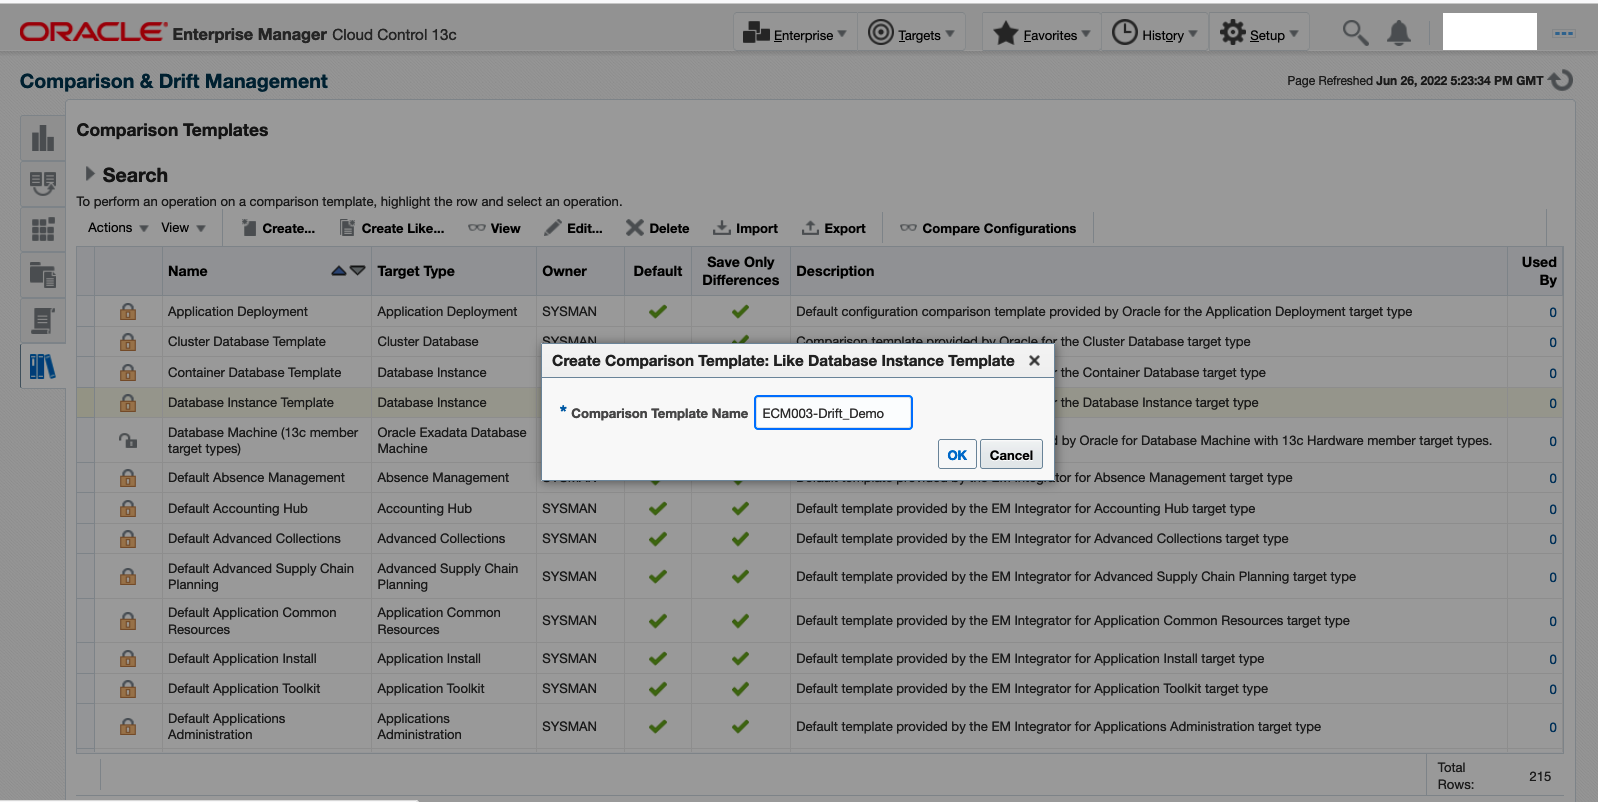 ORACLE Enterprise Manager Cloud Control 13c
Enterprise Targets Favorites History Setup
Comparison & Drift Management
Page Refreshed Jun 26, 2022 5:23:34 PM GMT
Comparison Templates
Search
To perform an operation on a comparison template, highlight the row and select an operation.
Actions View Create... Create Like... View Edit... Delete Import Export Compare Configurations
Name Target Type Owner Default Save Only Differences Description Used By
Application Deployment Application Deployment SYSMAN Default configuration comparison template provided by Oracle for the Application Deployment target type 0
Cluster Database Template Cluster Database SYSMAN Comparison template provided by Oracle for the Cluster Database target type 0
Container Database Template Database Instance the Container Database target type 0
Database Instance Template Database Instance the Database Instance target type 0
Database Machine (13c member target types) Oracle Exadata Database Machine by Oracle for Database Machine with 13c Hardware member target types. 0
Create Comparison Template: Like Database Instance Template
* Comparison Template Name ECM003-Drift_Demo
OK Cancel
Default Absence Management Absence Management SYSMAN Default template provided by the EM Integrator for Absence Management target type 0
Default Accounting Hub Accounting Hub SYSMAN Default template provided by the EM Integrator for Accounting Hub target type 0
Default Advanced Collections Advanced Collections SYSMAN Default template provided by the EM Integrator for Advanced Collections target type 0
Default Advanced Supply Chain Planning Advanced Supply Chain Planning SYSMAN Default template provided by the EM Integrator for Advanced Supply Chain Planning target type 0
Default Application Common Resources Application Common Resources SYSMAN Default template provided by the EM Integrator for Application Common Resources target type 0
Default Application Install Application Install SYSMAN Default template provided by the EM Integrator for Application Install target type 0
Default Application Toolkit Application Toolkit SYSMAN Default template provided by the EM Integrator for Application Toolkit target type 0
Default Applications Administration Applications Administration SYSMAN Default template provided by the EM Integrator for Applications Administration target type 0
Total Rows: 215